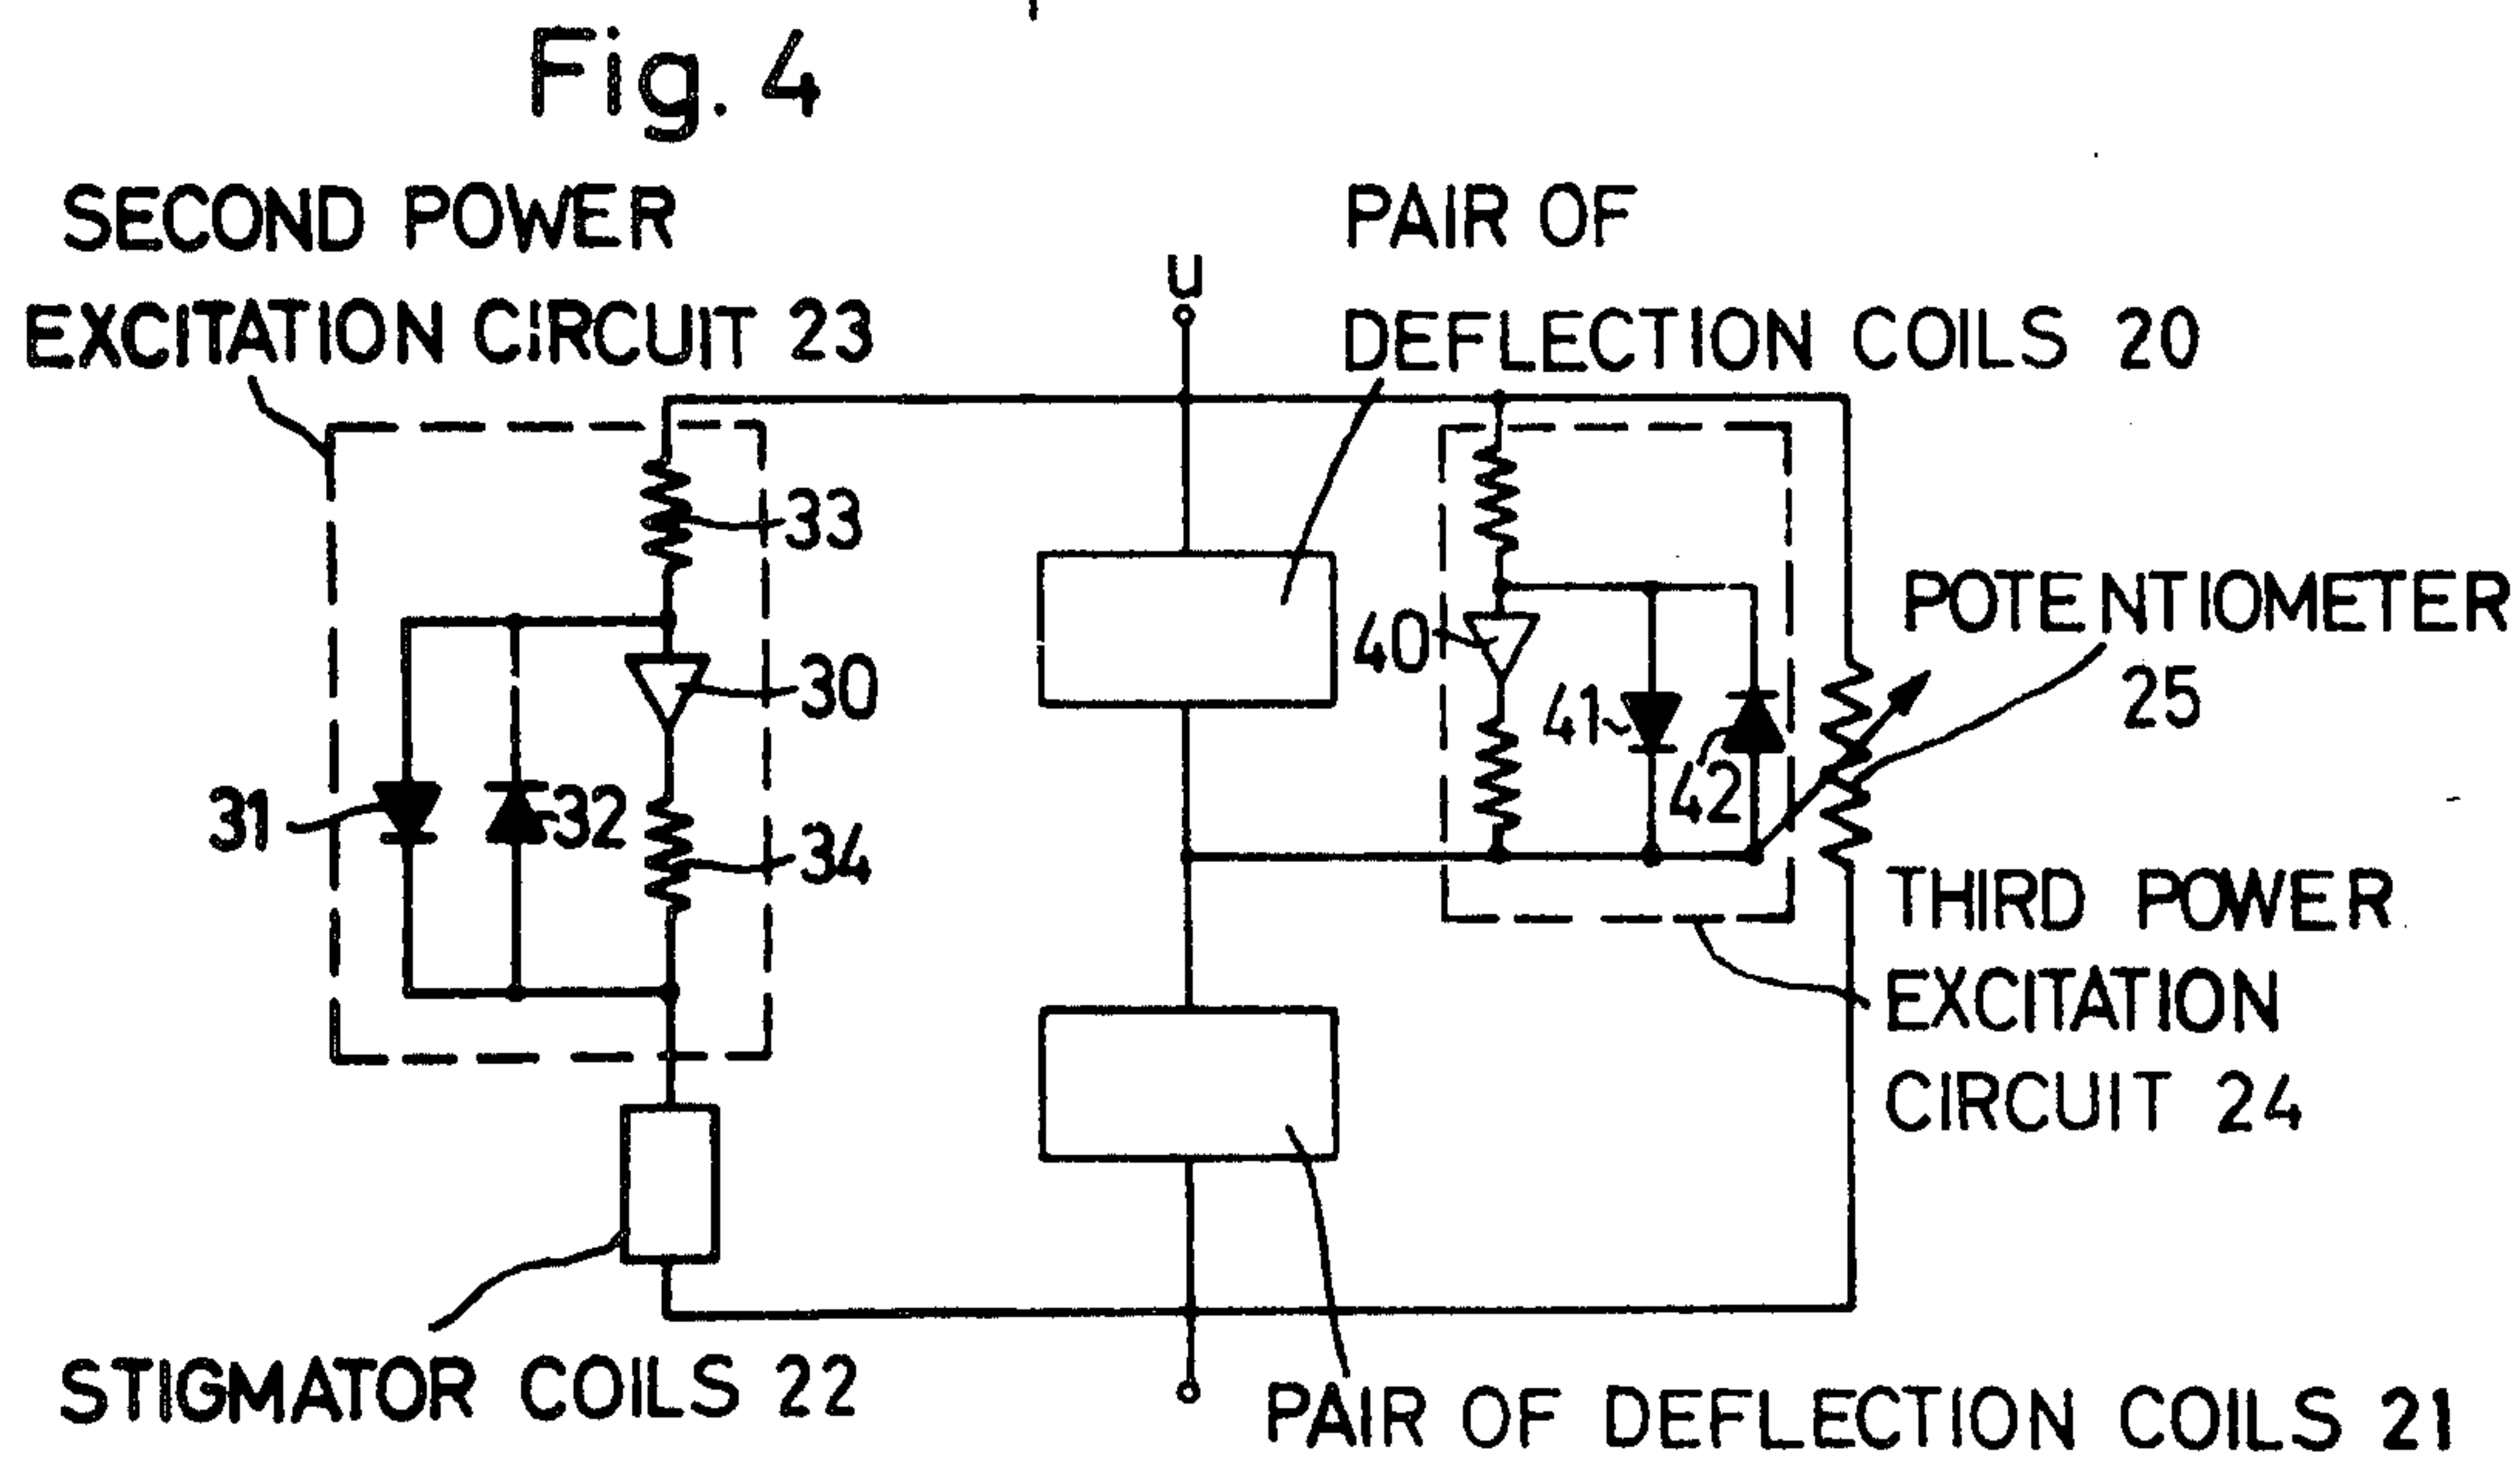 Fig. 4
SECOND POWER
EXCITATION CIRCUIT 23
PAIR OF
DEFLECTION COILS 20
U
33
30
31
32
34
40
41
42
POTENTIOMETER
25
THIRD POWER
EXCITATION
CIRCUIT 24
STIGMATOR COILS 22
PAIR OF DEFLECTION COILS 21